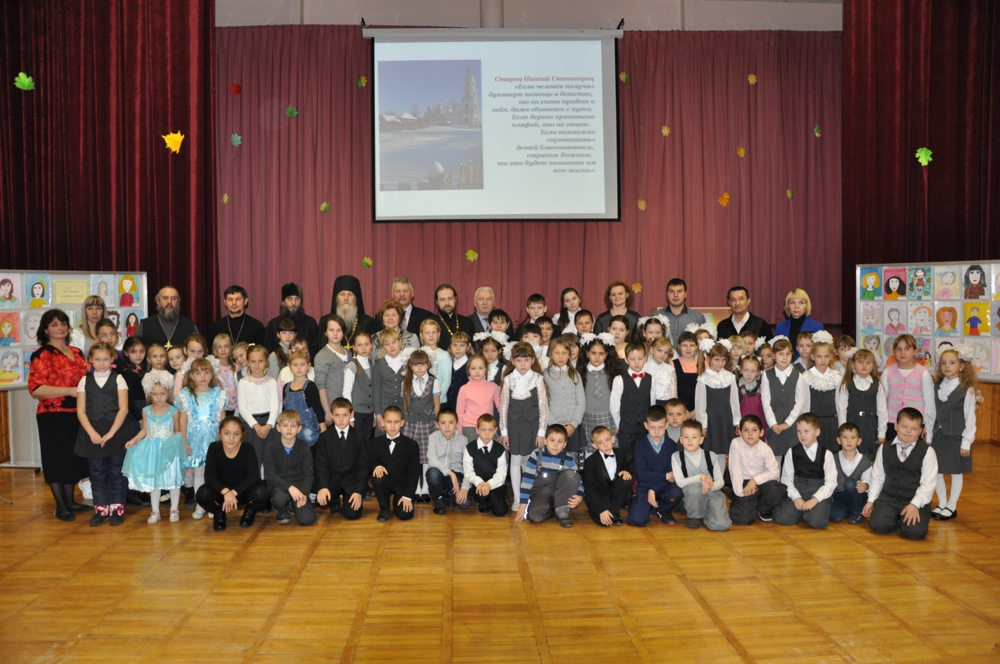 Старец Паисий Святогорец
«Если человек получил
духовную помощь в детстве,
то он снова придет в
себя, даже сбившись с пути.
Если дерево пропитано
олифой, оно не гниет.
Если немножко
«пропитать»
детей благоговением,
страхом Божиим,
то это будет помогать им
всю жизнь».